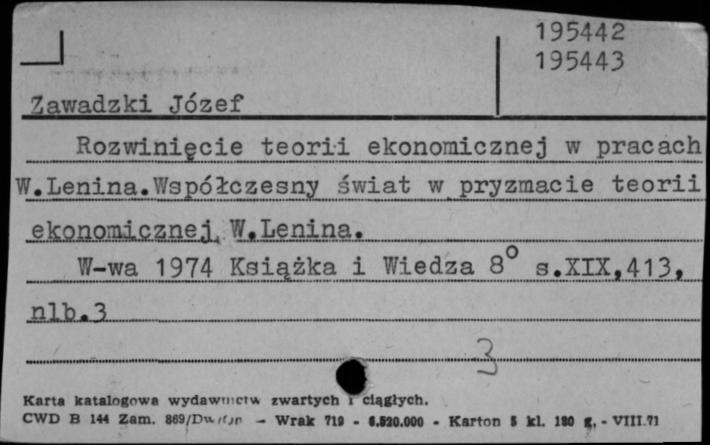 195442
195443
Zawadzki Józef
Rozwinięcie teorii ekonomicznej w pracach
W.Lenina.Współczesny świat w pryzmacie teorii
ekonomicznej W.Lenina.
W-wa 1974 Książka i Wiedza 8° s.XIX,413,
nlb.3
3
Karta katalogowa wydawnictw zwartych i ciągłych.
CWD B 144 Zam. 869/ - Wrak 719 - 6.520.000 - Karton 5 kl. 180 g. - VIII.71